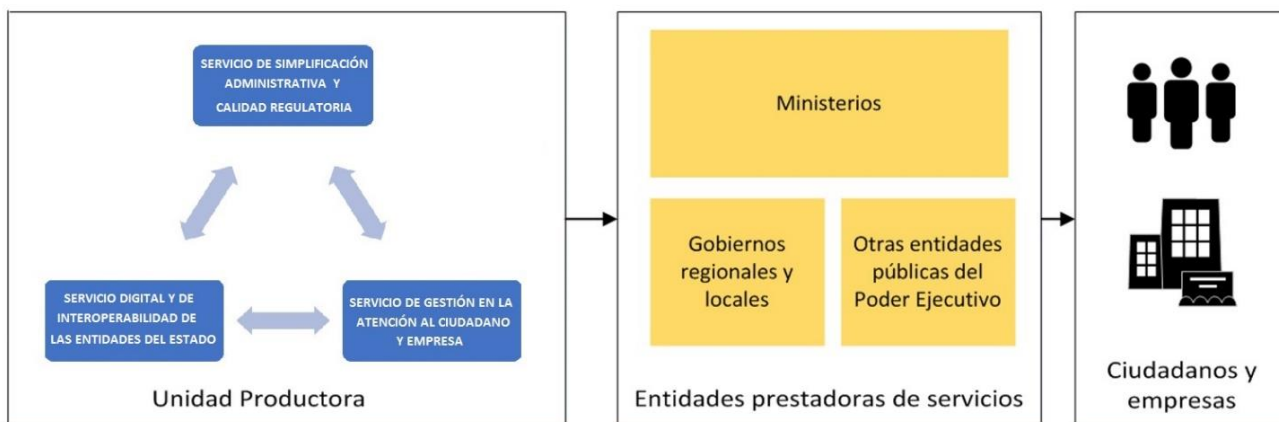 SERVICIO DE SIMPLIFICACIÓN
ADMINISTRATIVA Y
CALIDAD REGULATORIA
SERVICIO DIGITAL Y DE
INTEROPERABILIDAD DE
LAS ENTIDADES DEL ESTADO
SERVICIO DE GESTIÓN EN LA
ATENCIÓN AL CIUDADANO
Y EMPRESA
Unidad Productora
Ministerios
Gobiernos
regionales y
locales
Otras entidades
públicas del
Poder Ejecutivo
Entidades prestadoras de servicios
Ciudadanos y
empresas